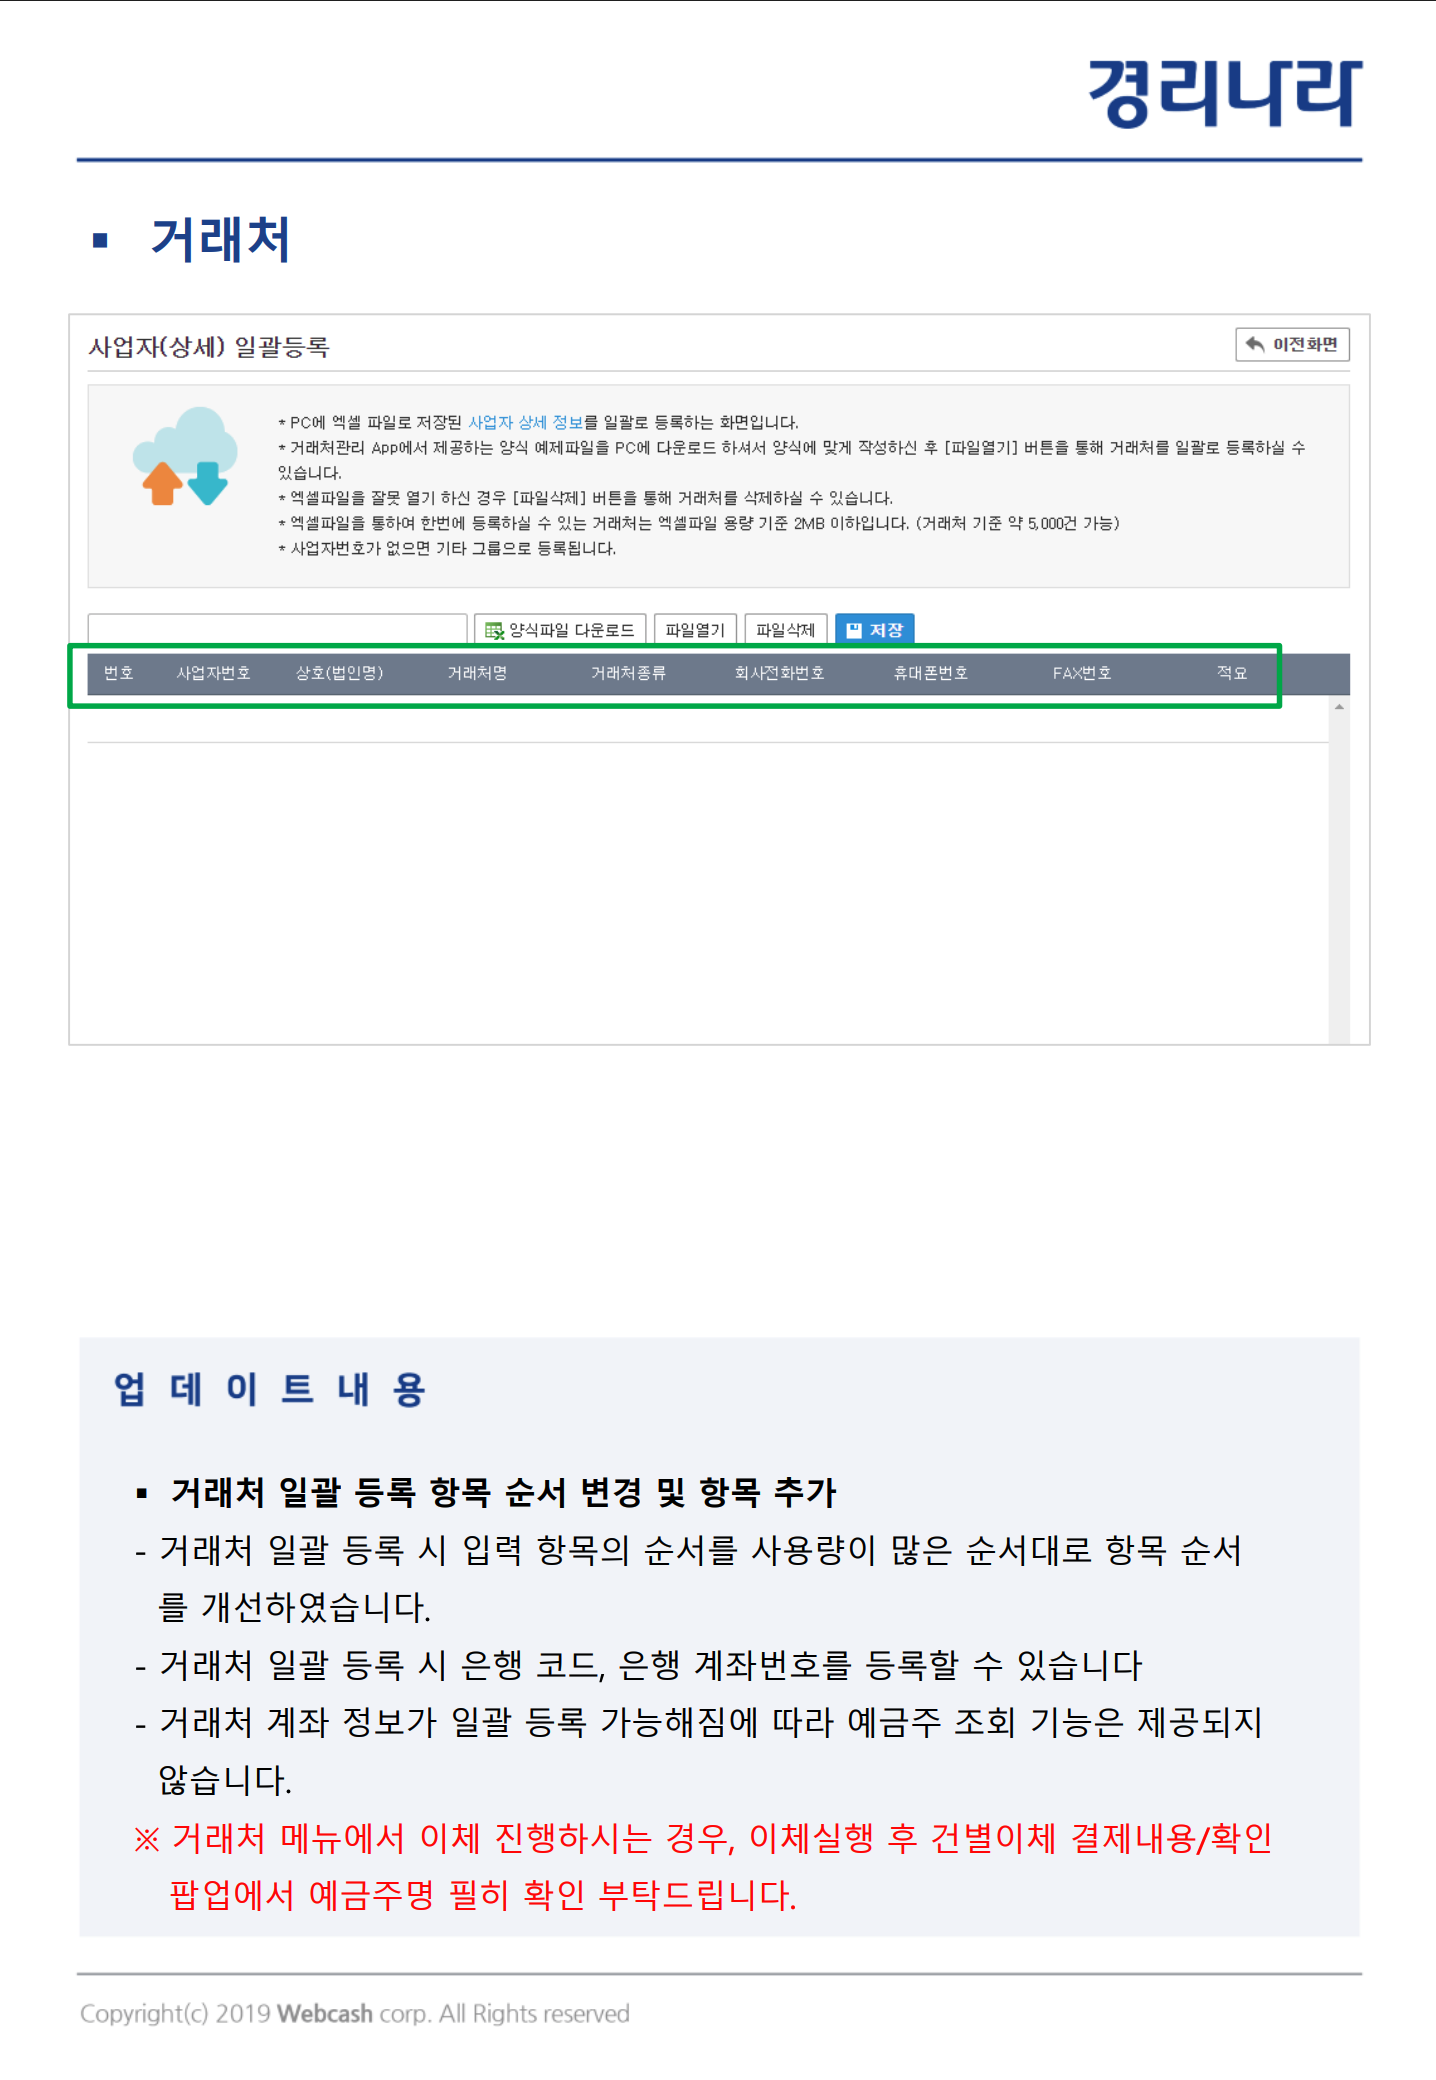 경리나라
▪ 거래처
사업자(상세) 일괄등록
이전화면
* PC에 엑셀 파일로 저장된 사업자 상세 정보를 일괄로 등록하는 화면입니다.
* 거래처관리 App에서 제공하는 양식 예제파일을 PC에 다운로드 하셔서 양식에 맞게 작성하신 후 [파일열기] 버튼을 통해 거래처를 일괄로 등록하실 수
있습니다.
* 엑셀파일을 잘못 열기 하신 경우 [파일삭제] 버튼을 통해 거래처를 삭제하실 수 있습니다.
* 엑셀파일을 통하여 한번에 등록하실 수 있는 거래처는 엑셀파일 용량 기준 2MB 이하입니다. (거래처 기준 약 5,000건 가능)
* 사업자번호가 없으면 기타 그룹으로 등록됩니다.
양식파일 다운로드 파일열기 파일삭제 저장
번호 사업자번호 상호(법인명) 거래처명 거래처종류 회사전화번호 휴대폰번호 FAX번호 적요
업 데 이 트 내 용
▪ 거래처 일괄 등록 항목 순서 변경 및 항목 추가
- 거래처 일괄 등록 시 입력 항목의 순서를 사용량이 많은 순서대로 항목 순서
를 개선하였습니다.
- 거래처 일괄 등록 시 은행 코드, 은행 계좌번호를 등록할 수 있습니다
- 거래처 계좌 정보가 일괄 등록 가능해짐에 따라 예금주 조회 기능은 제공되지
않습니다.
※ 거래처 메뉴에서 이체 진행하시는 경우, 이체실행 후 건별이체 결제내용/확인
팝업에서 예금주명 필히 확인 부탁드립니다.
Copyright(c) 2019 Webcash corp. All Rights reserved